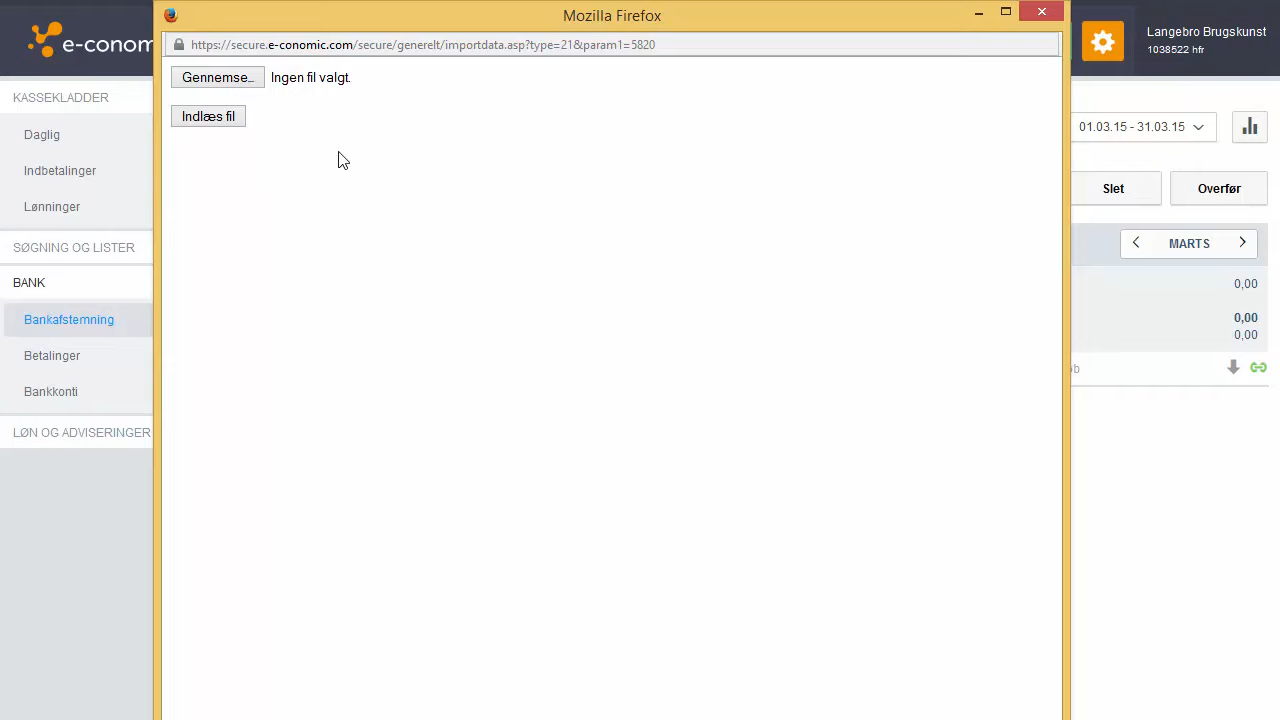 Mozilla Firefox
https://secure.e-conomic.com/secure/generelt/importdata.asp?type=21&param1=5820
Gennemse... Ingen fil valgt.
Indlæs fil
e-conom
KASSEKLADDER
Daglig
Indbetalinger
Lønninger
SØGNING OG LISTER
BANK
Bankafstemning
Betalinger
Bankkonti
LØN OG ADVISERINGER
Langebro Brugskunst
1038522 hfr
01.03.15 - 31.03.15
Slet Overfør
MARTS
0,00
0,00
0,00